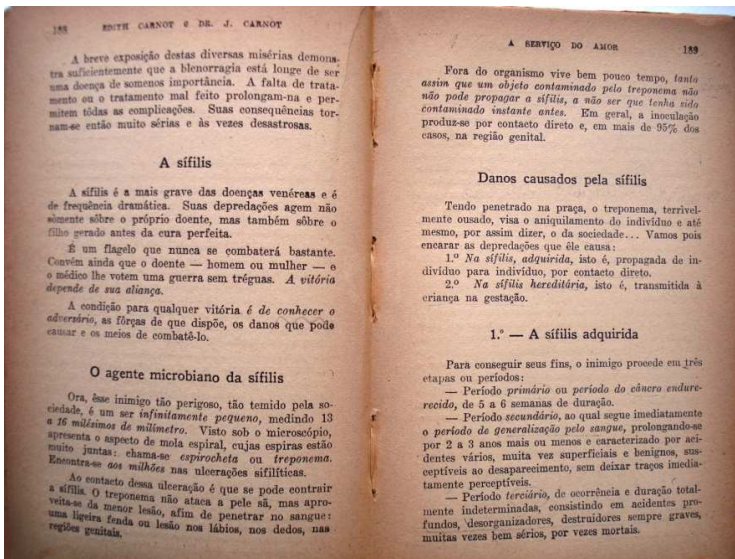 188 EDITH CARNOT e DR. J. CARNOT
A breve exposição destas diversas misérias demons-
tra suficientemente que a blenorragia está longe de ser
uma doença de somenos importância. A falta de trata-
mento ou o tratamento mal feito prolongam-na e per-
mitem tôdas as complicações. Suas consequências tor-
nam-se então muito sérias e às vezes desastrosas.
A sífilis
A sífilis é a mais grave das doenças venéreas e é
de frequência dramática. Suas depredações agem não
sòmente sôbre o próprio doente, mas também sôbre o
filho gerado antes da cura perfeita.
É um flagelo que nunca se combaterá bastante.
Convém ainda que o doente — homem ou mulher — e
o médico lhe votem uma guerra sem tréguas. A vitória
depende de sua aliança.
A condição para qualquer vitória é de conhecer o
adversário, as fôrças de que dispõe, os danos que pode
causar e os meios de combatê-lo.
O agente microbiano da sífilis
Ora, êsse inimigo tão perigoso, tão temido pela so-
ciedade, é um ser infinitamente pequeno, medindo 13
a 16 milésimos de milímetro. Visto sob o microscópio,
apresenta o aspecto de mola espiral, cujas espiras estão
muito juntas: chama-se espirocheta ou treponema.
Encontra-se aos milhões nas ulcerações sifilíticas.
Ao contacto dessa ulceração é que se pode contrair
a sífilis. O treponema não ataca a pele sã, mas apro-
veita-se da menor lesão, afim de penetrar no sangue:
uma ligeira fenda ou lesão nos lábios, nos dedos, nas
regiões genitais.
A SERVIÇO DO AMOR 189
Fora do organismo vive bem pouco tempo, tanto
assim que um objeto contaminado pelo treponema não
não pode propagar a sífilis, a não ser que tenha sido
contaminado instante antes. Em geral, a inoculação
produz-se por contacto direto e, em mais de 95% dos
casos, na região genital.
Danos causados pela sífilis
Tendo penetrado na praça, o treponema, terrivel-
mente ousado, visa o aniquilamento do indivíduo e até
mesmo, por assim dizer, o da sociedade... Vamos pois
encarar as depredações que êle causa:
1.º Na sífilis, adquirida, isto é, propagada de in-
divíduo para indivíduo, por contacto direto.
2.º Na sífilis hereditária, isto é, transmitida à
criança na gestação.
1.º — A sífilis adquirida
Para conseguir seus fins, o inimigo procede em três
etapas ou períodos:
— Período primário ou período do câncro endure-
recido, de 5 a 6 semanas de duração.
— Período secundário, ao qual segue imediatamente
o período de generalização pelo sangue, prolongando-se
por 2 a 3 anos mais ou menos e caracterizado por aci-
dentes vários, muita vez superficiais e benignos, sus-
ceptíveis ao desaparecimento, sem deixar traços imedia-
tamente perceptíveis.
— Período terciário, de ocorrência e duração total-
mente indeterminadas, consistindo em acidentes pro-
fundos, desorganizadores, destruidores sempre graves,
muitas vezes bem sérios, por vezes mortais.